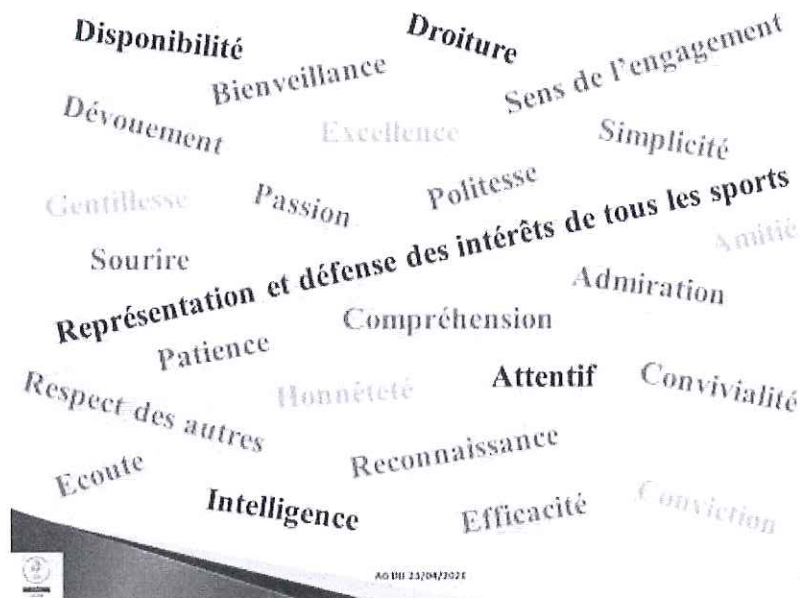 Disponibilité
Droiture
Bienveillance
Sens de l'engagement
Dévouement
Excellence
Simplicité
Gentillesse
Passion
Politesse
Représentation et défense des intérêts de tous les sports
Amitié
Sourire
Admiration
Compréhension
Patience
Attentif
Convivialité
Respect des autres
Honnêteté
Reconnaissance
Ecoute
Intelligence
Efficacité
Conviction